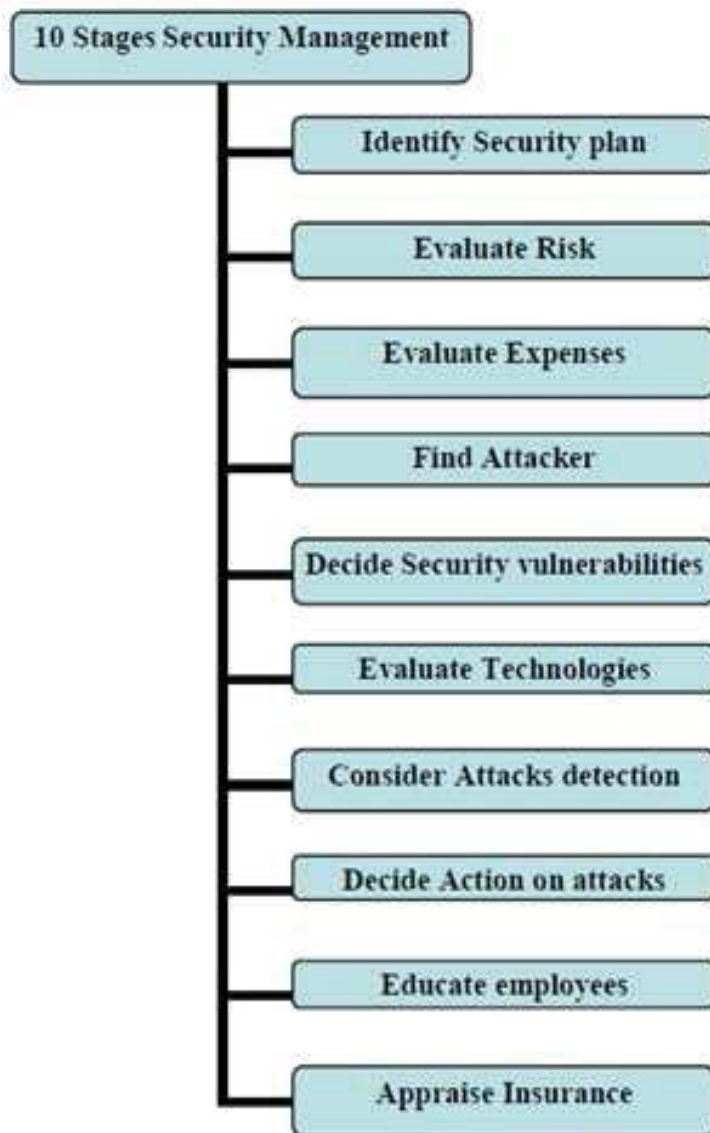 10 Stages Security Management
Identify Security plan
Evaluate Risk
Evaluate Expenses
Find Attacker
Decide Security vulnerabilities
Evaluate Technologies
Consider Attacks detection
Decide Action on attacks
Educate employees
Appraise Insurance